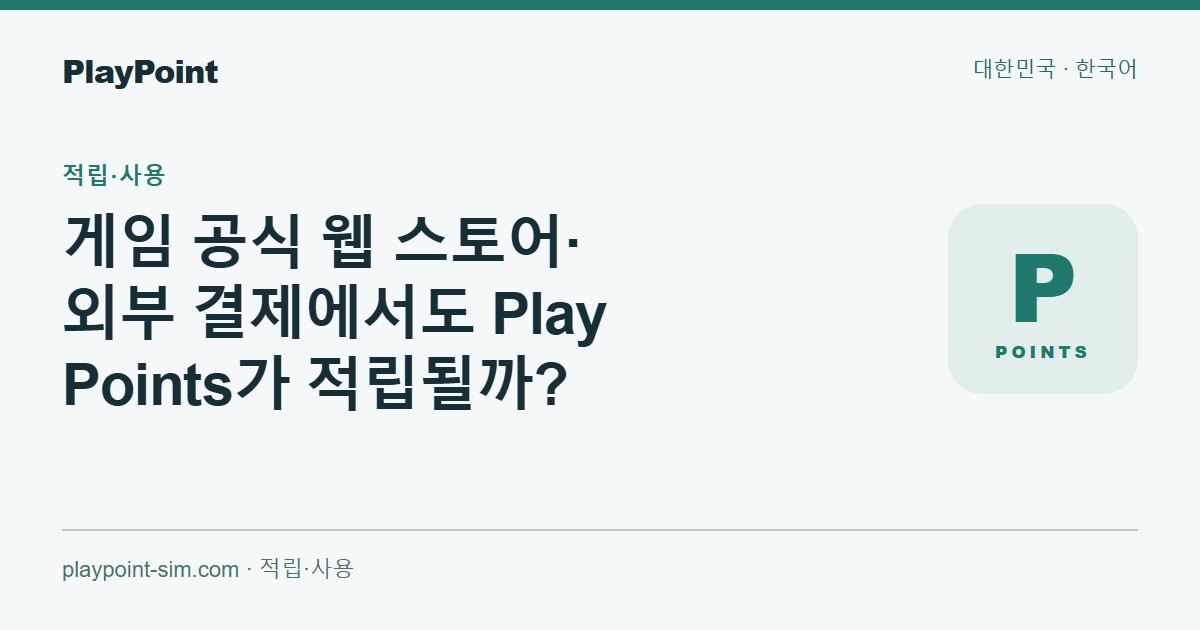 PlayPoint
대한민국 · 한국어
적립·사용
게임 공식 웹 스토어·
외부 결제에서도 Play
Points가 적립될까?
P
POINTS
playpoint-sim.com · 적립·사용